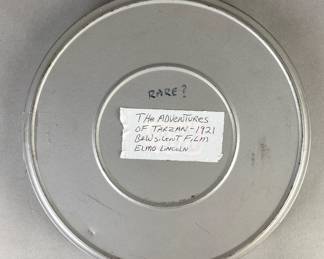 RARE?
THE ADVENTURES
OF TARZAN-1921
B&W SILENT FILM
ELMO LINCOLN